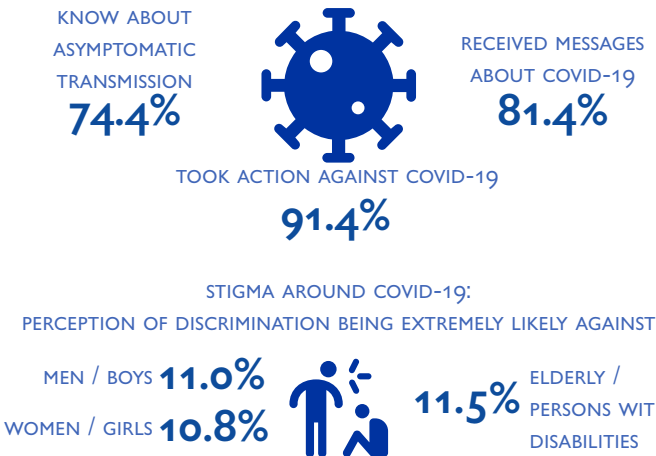 KNOW ABOUT
ASYMPTOMATIC
TRANSMISSION
74.4%
RECEIVED MESSAGES
ABOUT COVID-19
81.4%
TOOK ACTION AGAINST COVID-19
91.4%
STIGMA AROUND COVID-19:
PERCEPTION OF DISCRIMINATION BEING EXTREMELY LIKELY AGAINST
MEN / BOYS 11.0%
WOMEN / GIRLS 10.8%
11.5%
ELDERLY /
PERSONS WIT
DISABILITIES